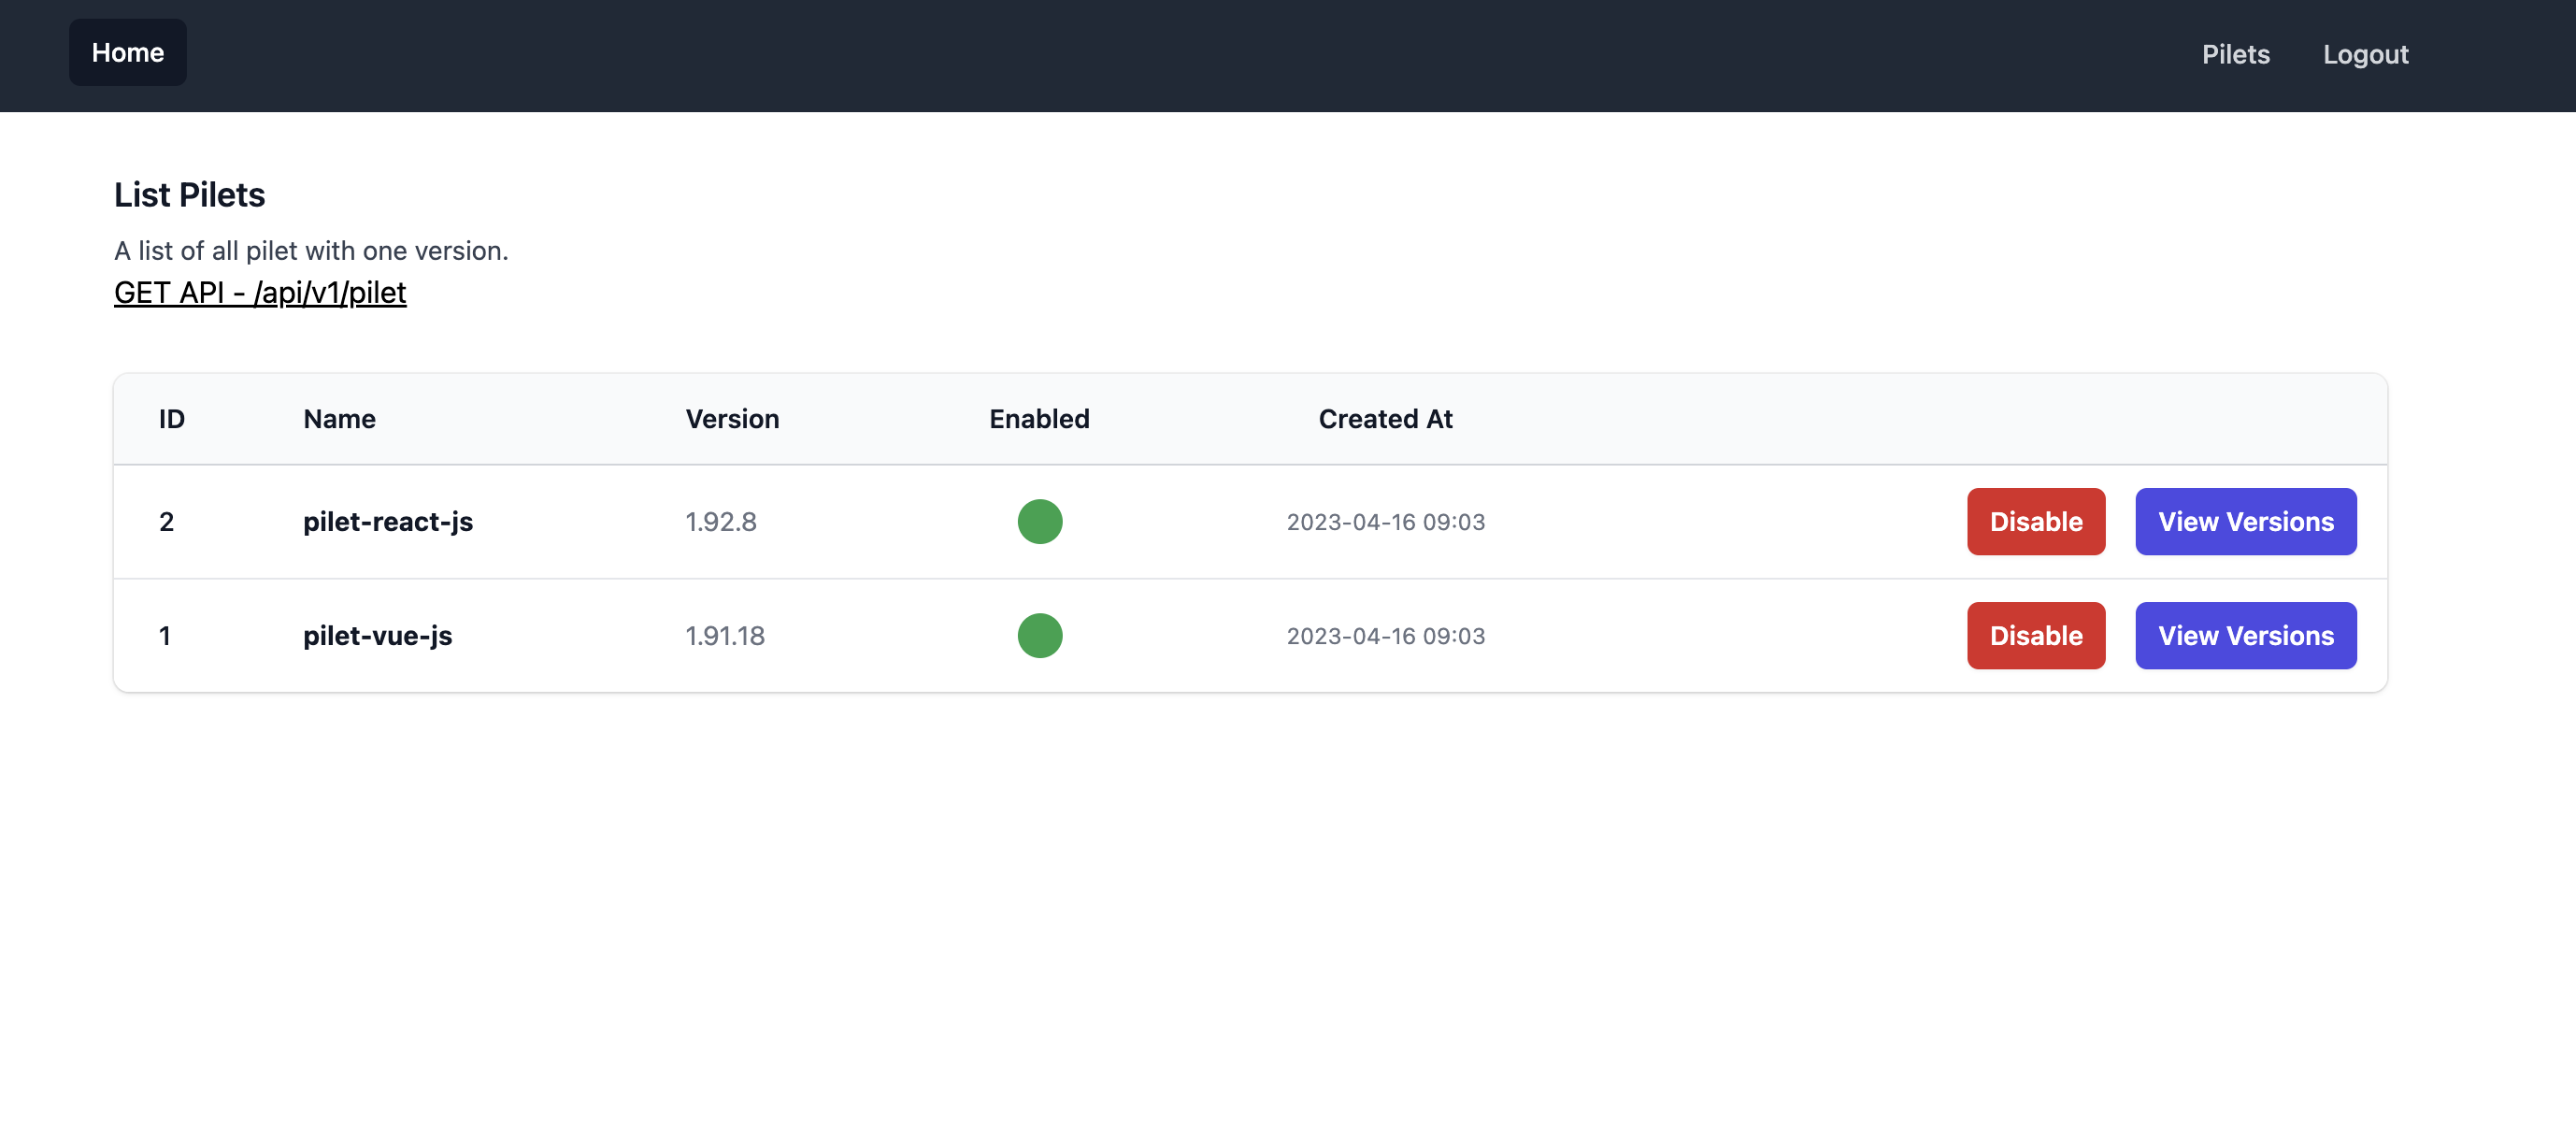 Home Pilets Logout
List Pilets
A list of all pilet with one version.
GET API - /api/v1/pilet
ID Name Version Enabled Created At
2 pilet-react-js 1.92.8 2023-04-16 09:03 Disable View Versions
1 pilet-vue-js 1.91.18 2023-04-16 09:03 Disable View Versions